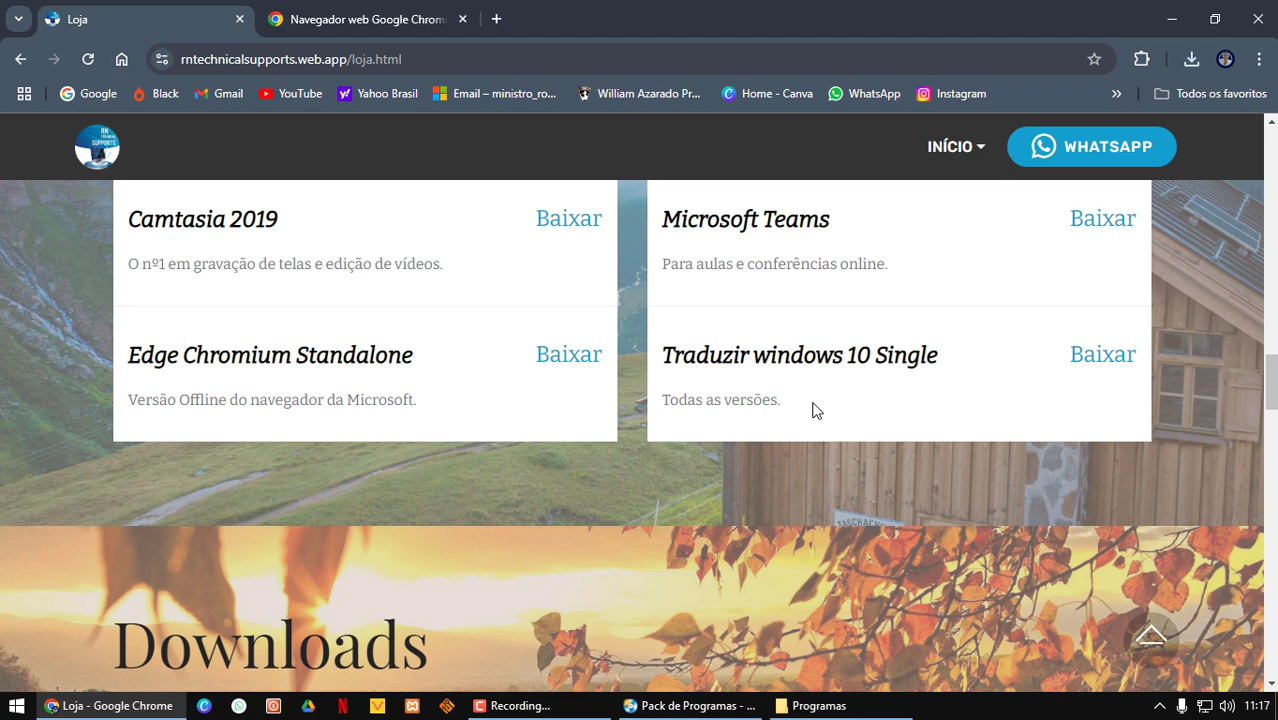 Loja
Navegador web Google Chrom
rntechnicalsupports.web.app/loja.html
Google
Black
Gmail
YouTube
Yahoo Brasil
Email – ministro_ro...
William Azarado Pr...
Home - Canva
WhatsApp
Instagram
Todos os favoritos
RN
TECHNICAL
SUPPORTS
INÍCIO
WHATSAPP
Camtasia 2019
Baixar
O nº1 em gravação de telas e edição de vídeos.
Microsoft Teams
Baixar
Para aulas e conferências online.
Edge Chromium Standalone
Baixar
Versão Offline do navegador da Microsoft.
Traduzir windows 10 Single
Baixar
Todas as versões.
TASCHACH
Downloads
Loja - Google Chrome
Recording...
Pack de Programas - ...
Programas
11:17